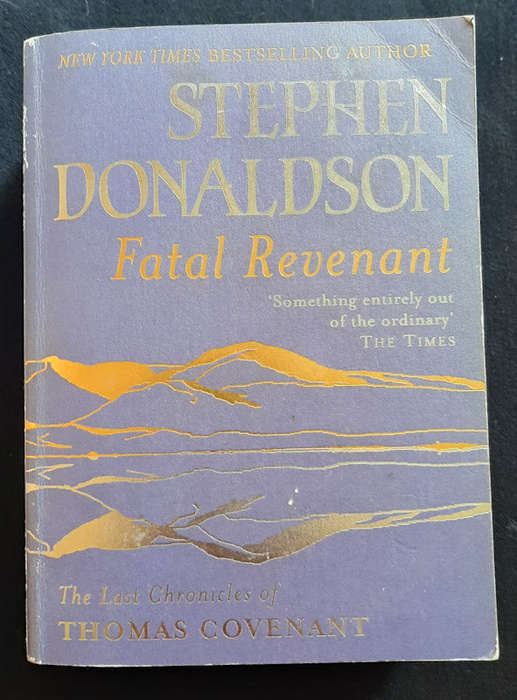 NEW YORK TIMES BESTSELLING AUTHOR
STEPHEN
DONALDSON
Fatal Revenant
'Something entirely out
of the ordinary'
THE TIMES
The Last Chronicles of
THOMAS COVENANT